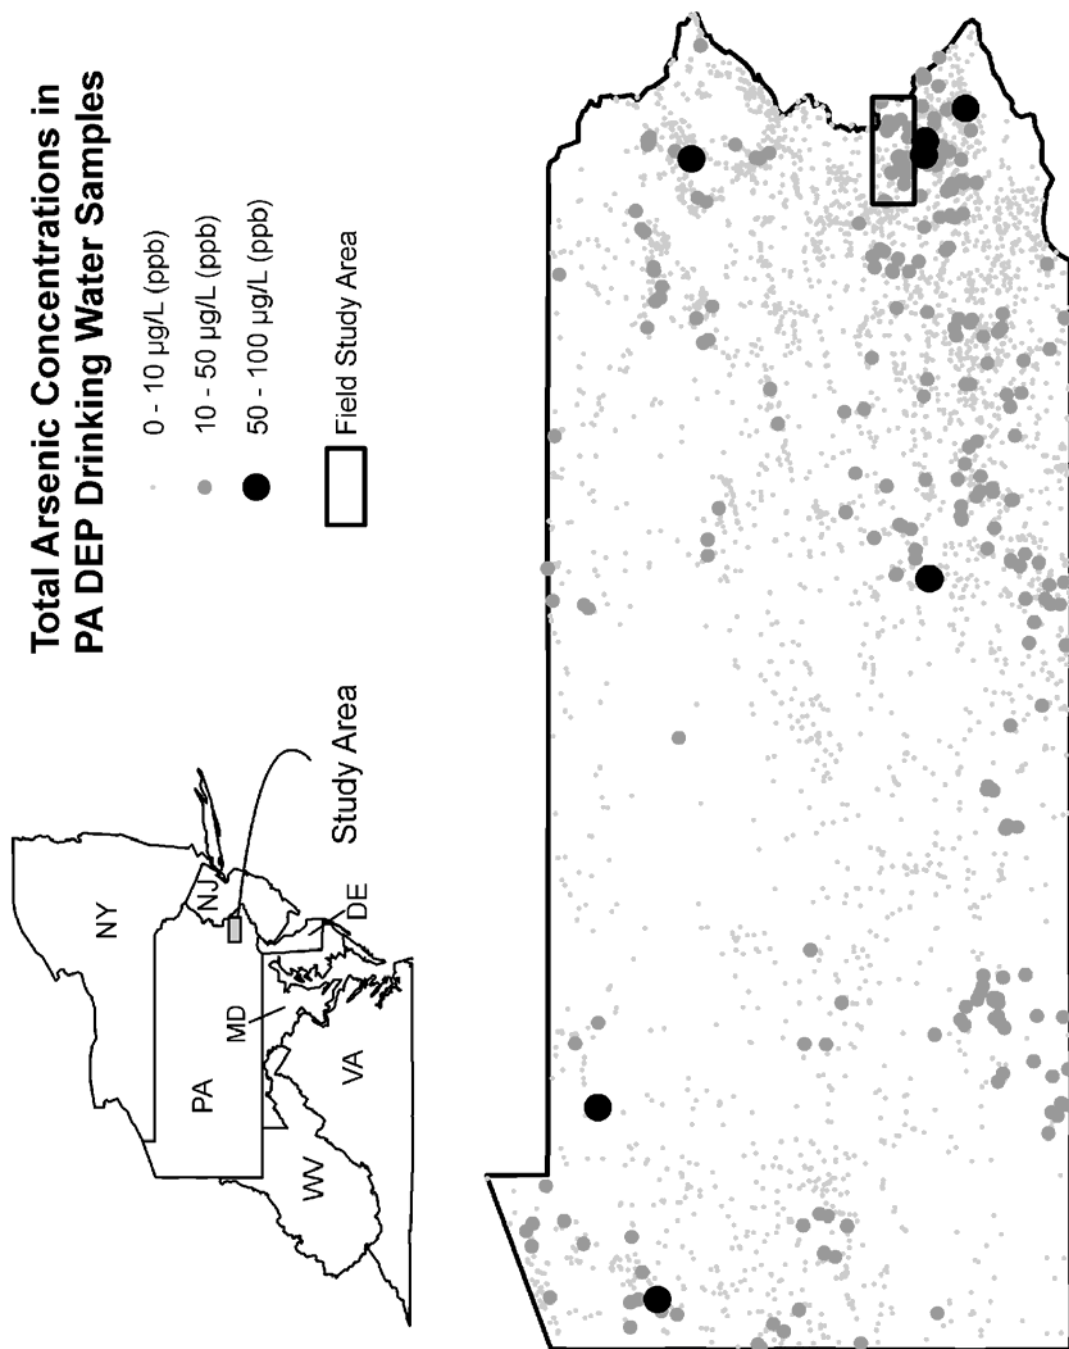 Total Arsenic Concentrations in
PA DEP Drinking Water Samples
0 - 10 µg/L (ppb)
10 - 50 µg/L (ppb)
50 - 100 µg/L (ppb)
Field Study Area
NY
PA
NJ
MD
DE
WV
VA
Study Area